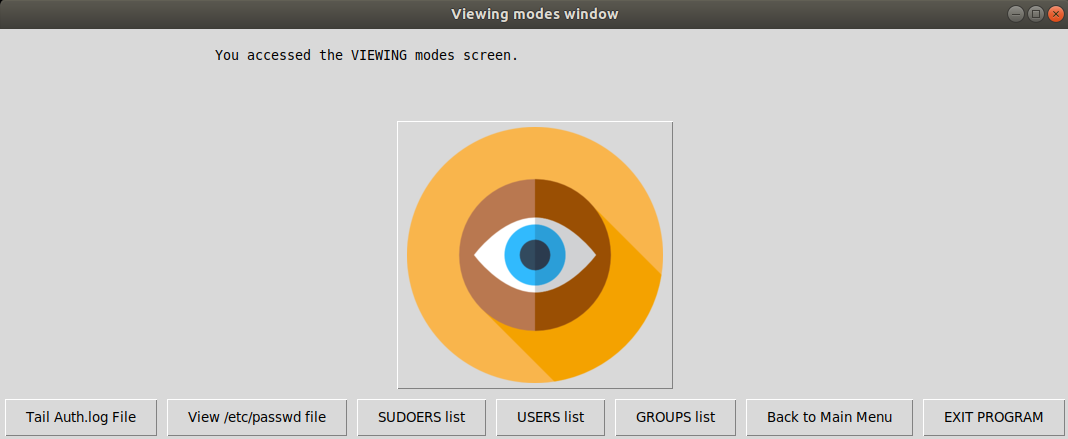 Viewing modes window
You accessed the VIEWING modes screen.
Tail Auth.log File
View /etc/passwd file
SUDOERS list
USERS list
GROUPS list
Back to Main Menu
EXIT PROGRAM